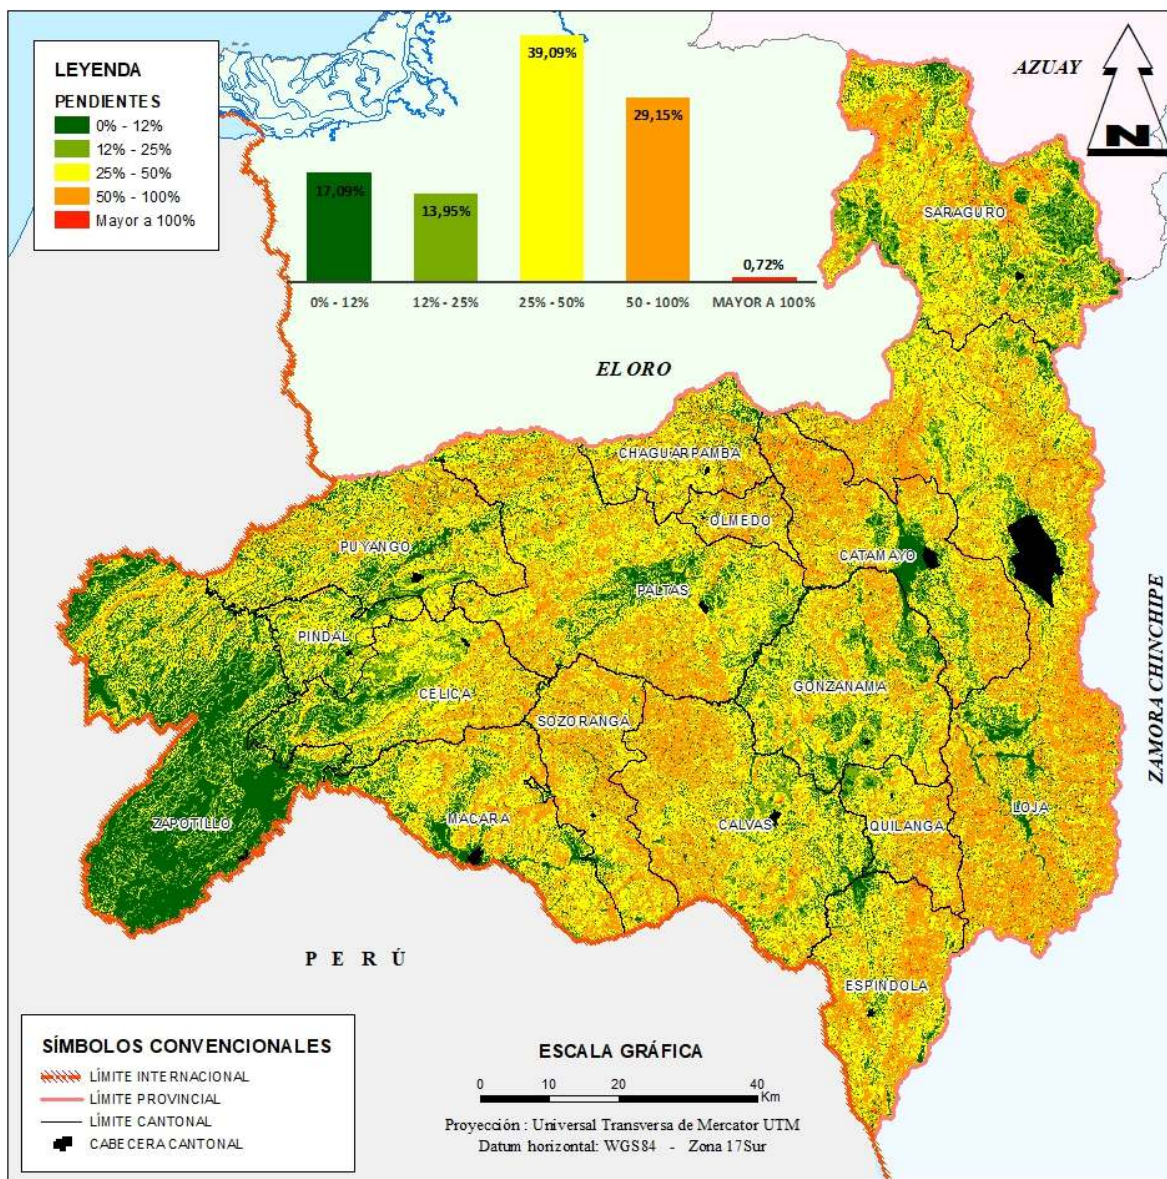 LEYENDA
PENDIENTES
0% - 12%
12% - 25%
25% - 50%
50% - 100%
Mayor a 100%
17,09%
13,95%
39,09%
29,15%
0,72%
0% - 12%
12% - 25%
25% - 50%
50 - 100%
MAYOR A 100%
AZUAY
N
SARAGURO
EL ORO
CHAGUARPAMBA
OLMEDO
PUYANGO
CATAMAYO
PALTAS
ZAMORA CHINCHIPE
PINDAL
CELICA
GONZANAMA
SOZORANGA
ZAPOTILLO
MACARA
CALVAS
QUILANGA
LOJA
PERÚ
ESPINDOLA
SÍMBOLOS CONVENCIONALES
LÍMITE INTERNACIONAL
LÍMITE PROVINCIAL
LÍMITE CANTONAL
CABECERA CANTONAL
ESCALA GRÁFICA
0 10 20 40
Km
Proyección : Universal Transversa de Mercator UTM
Datum horizontal: WGS84 - Zona 17Sur